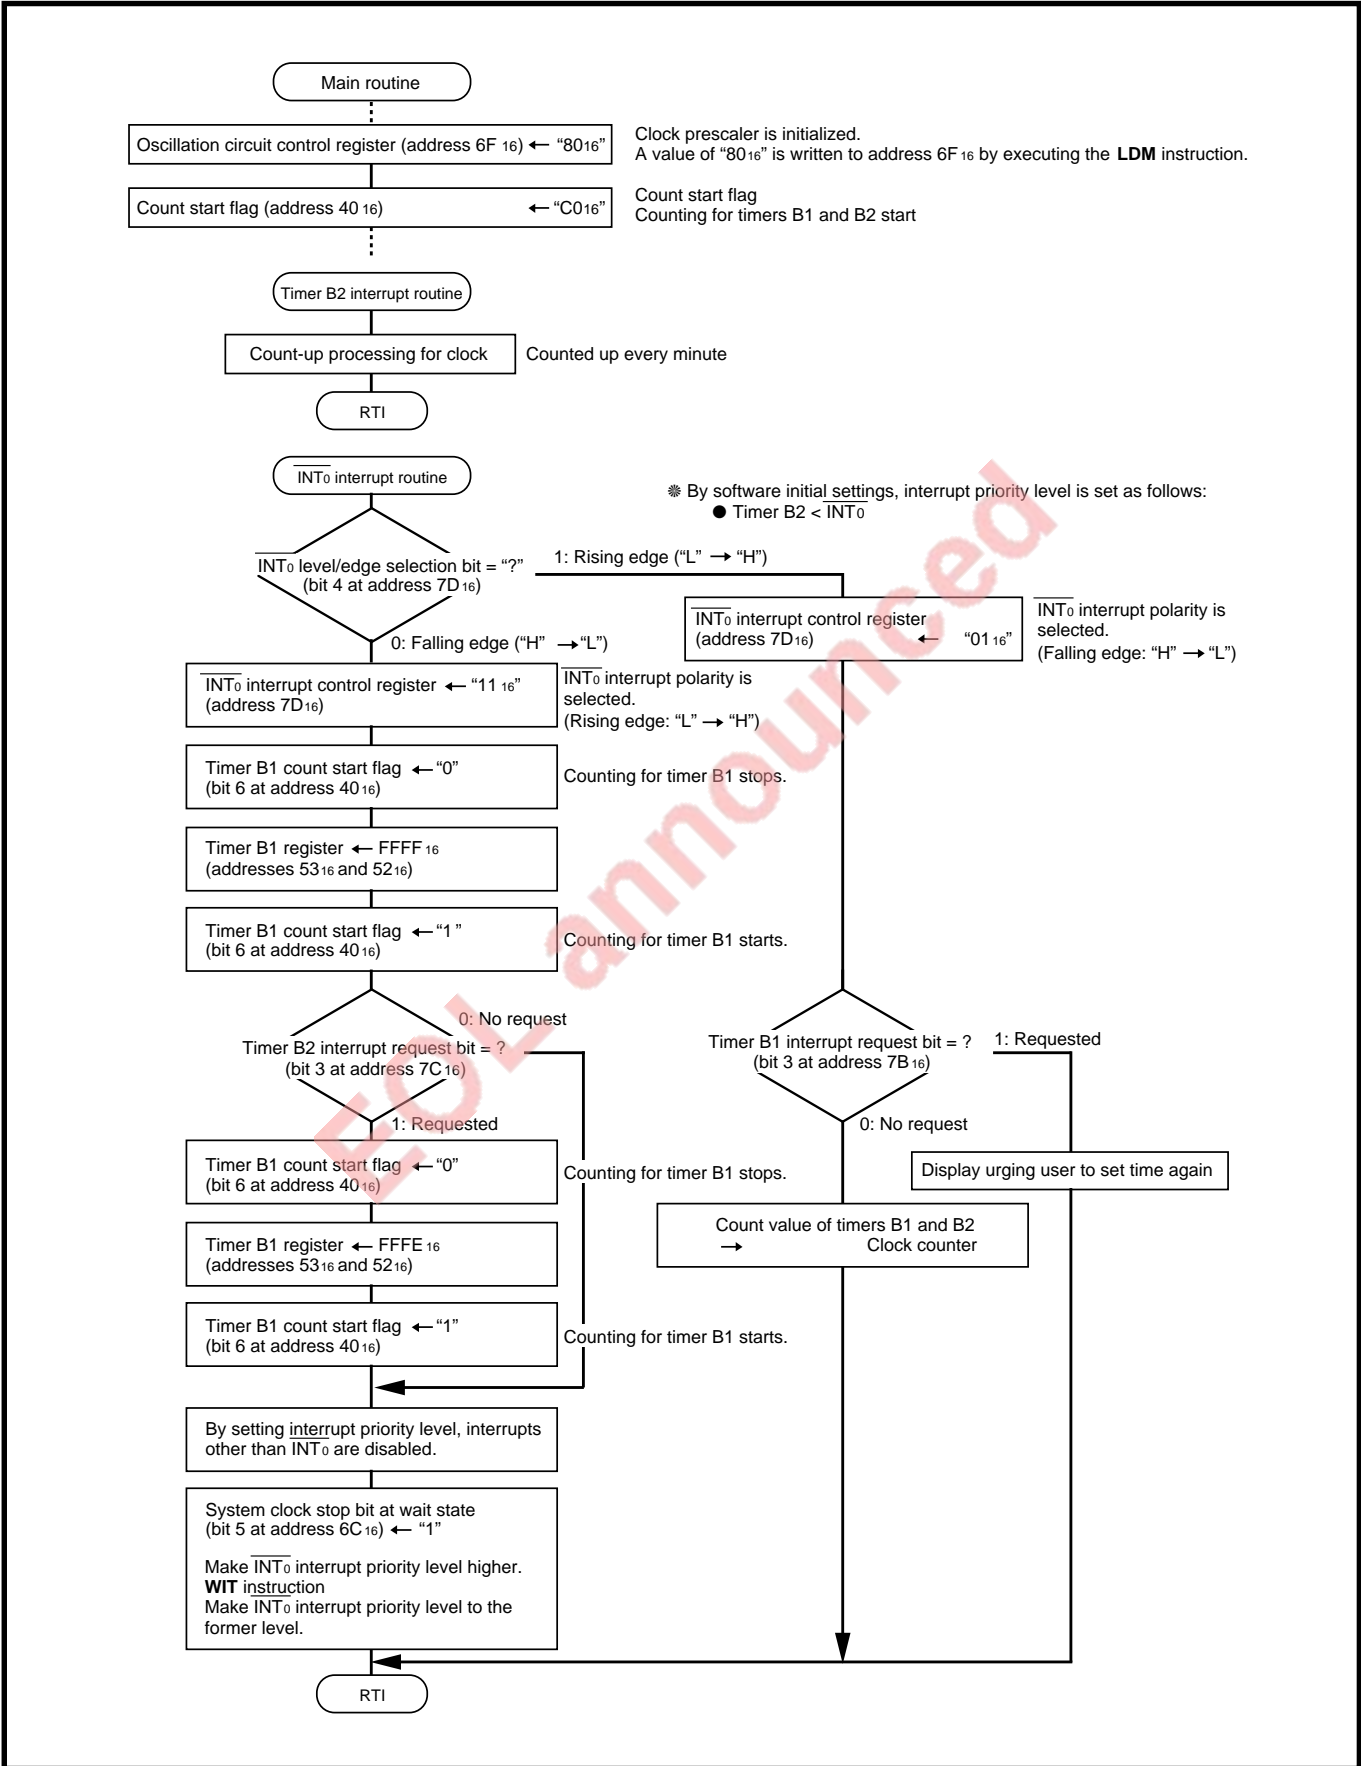 Main routine
Oscillation circuit control register (address 6F 16) ← “8016”
Clock prescaler is initialized.
A value of “8016” is written to address 6F16 by executing the LDM instruction.
Count start flag (address 40 16) ← “C016”
Count start flag
Counting for timers B1 and B2 start
Timer B2 interrupt routine
Count-up processing for clock
Counted up every minute
RTI
INT0 interrupt routine
❋ By software initial settings, interrupt priority level is set as follows:
● Timer B2 < INT0
INT0 level/edge selection bit = “?”
(bit 4 at address 7D16)
1: Rising edge (“L” → “H”)
0: Falling edge (“H” → “L”)
INT0 interrupt control register
(address 7D16) ← “01 16”
INT0 interrupt polarity is
selected.
(Falling edge: “H” → “L”)
INT0 interrupt control register ← “11 16”
(address 7D16)
INT0 interrupt polarity is
selected.
(Rising edge: “L” → “H”)
Timer B1 count start flag ← “0”
(bit 6 at address 4016)
Counting for timer B1 stops.
Timer B1 register ← FFFF 16
(addresses 5316 and 5216)
Timer B1 count start flag ← “1 ”
(bit 6 at address 4016)
Counting for timer B1 starts.
0: No request
Timer B2 interrupt request bit = ?
(bit 3 at address 7C16)
1: Requested
Timer B1 interrupt request bit = ?
(bit 3 at address 7B16)
1: Requested
0: No request
Timer B1 count start flag ← “0”
(bit 6 at address 4016)
Counting for timer B1 stops.
Display urging user to set time again
Timer B1 register ← FFFE 16
(addresses 5316 and 5216)
Count value of timers B1 and B2
→ Clock counter
Timer B1 count start flag ← “1”
(bit 6 at address 4016)
Counting for timer B1 starts.
By setting interrupt priority level, interrupts
other than INT0 are disabled.
System clock stop bit at wait state
(bit 5 at address 6C16) ← “1”
Make INT0 interrupt priority level higher.
WIT instruction
Make INT0 interrupt priority level to the
former level.
RTI
EOL announced